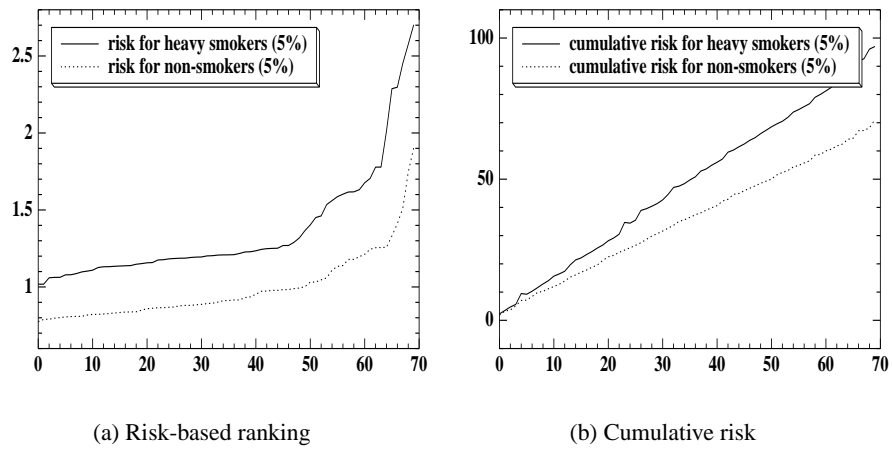 2.5
2
1.5
1
0 10 20 30 40 50 60 70
risk for heavy smokers (5%)
risk for non-smokers (5%)
(a) Risk-based ranking
100
50
0
0 10 20 30 40 50 60 70
cumulative risk for heavy smokers (5%)
cumulative risk for non-smokers (5%)
(b) Cumulative risk